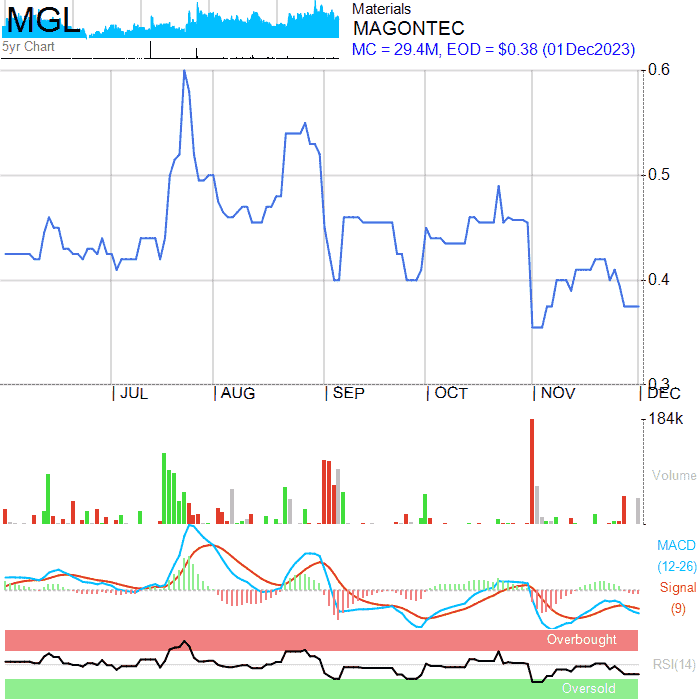 MGL
5yr Chart
Materials
MAGONTEC
MC = 29.4M, EOD = $0.38 (01Dec2023)
0.6
0.5
0.4
0.3
| JUL | AUG | SEP | OCT | NOV | DEC
184k
Volume
MACD
(12-26)
Signal
(9)
Overbought
RSI(14)
Oversold